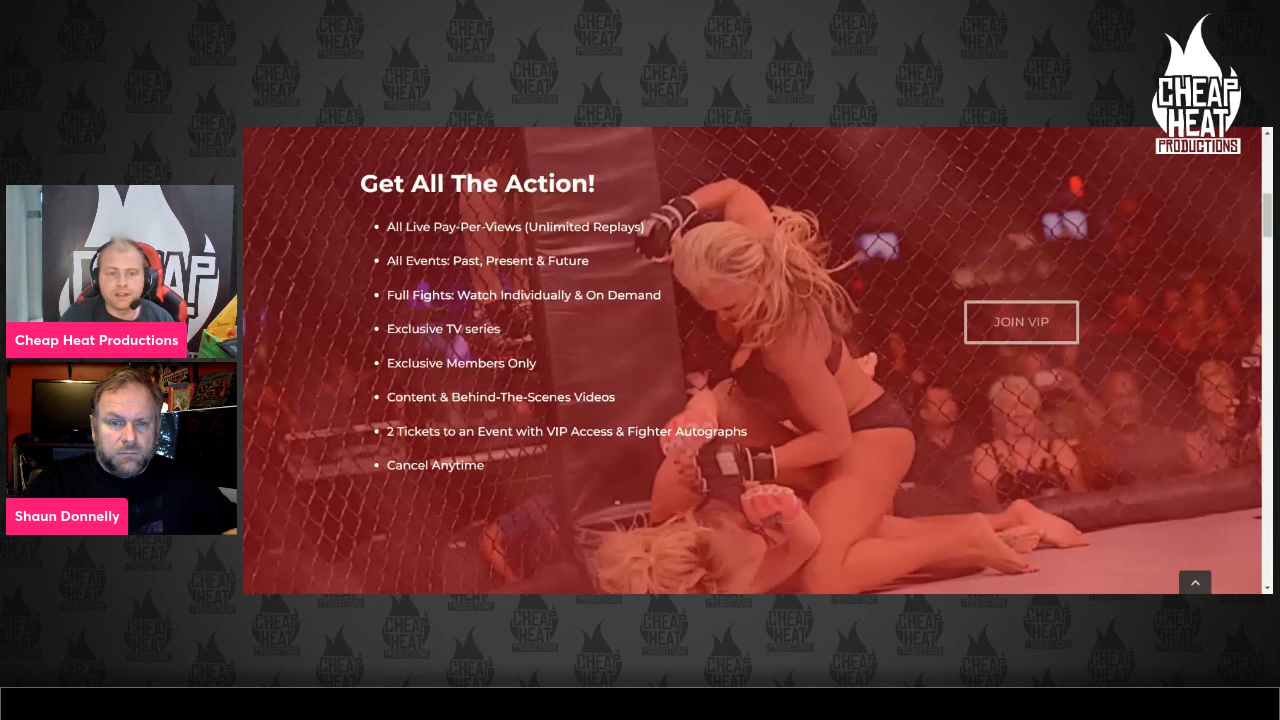 CHEAP
HEAT
PRODUCTIONS
Get All The Action!
All Live Pay-Per-Views (Unlimited Replays)
All Events: Past, Present & Future
Full Fights: Watch Individually & On Demand
Exclusive TV series
Exclusive Members Only
Content & Behind-The-Scenes Videos
2 Tickets to an Event with VIP Access & Fighter Autographs
Cancel Anytime
JOIN VIP
Cheap Heat Productions
Shaun Donnelly